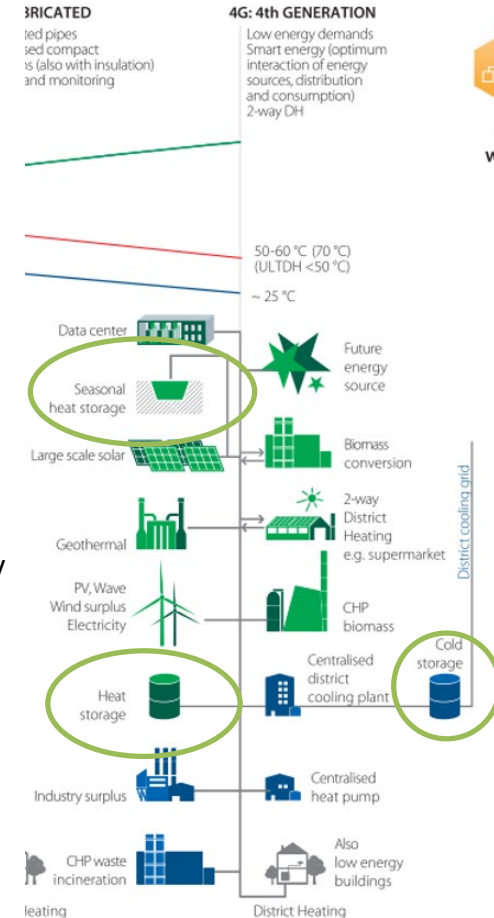 BRICATED
ted pipes
sed compact
s (also with insulation)
and monitoring
4G: 4th GENERATION
Low energy demands
Smart energy (optimum
interaction of energy
sources, distribution
and consumption)
2-way DH
50-60 °C (70 °C)
(ULTDH <50 °C)
~ 25 °C
Data center
Future
energy
source
Seasonal
heat storage
Large scale solar
Biomass
conversion
2-way
District
Heating
e.g. supermarket
Geothermal
District cooling grid
PV, Wave
Wind surplus
Electricity
CHP
biomass
Cold
storage
Centralised
district
cooling plant
Heat
storage
Industry surplus
Centralised
heat pump
CHP waste
incineration
Also
low energy
buildings
eating
District Heating